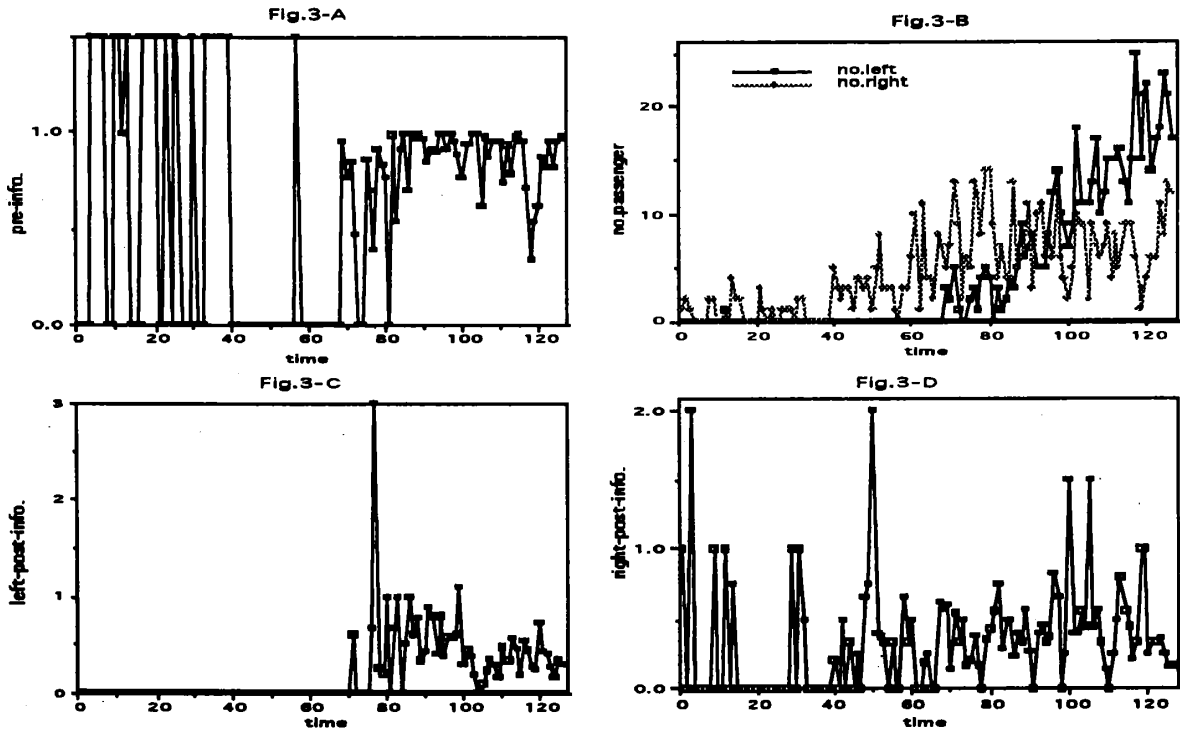 Fig.3-A
1.0
0.0
pre-info.
0 20 40 60 80 100 120
time
Fig.3-B
no.left
no.right
20
10
0
no.passenger
0 20 40 60 80 100 120
time
Fig.3-C
3
2
1
0
left-post-info.
0 20 40 60 80 100 120
time
Fig.3-D
2.0
1.0
0.0
right-post-info.
0 20 40 60 80 100 120
time